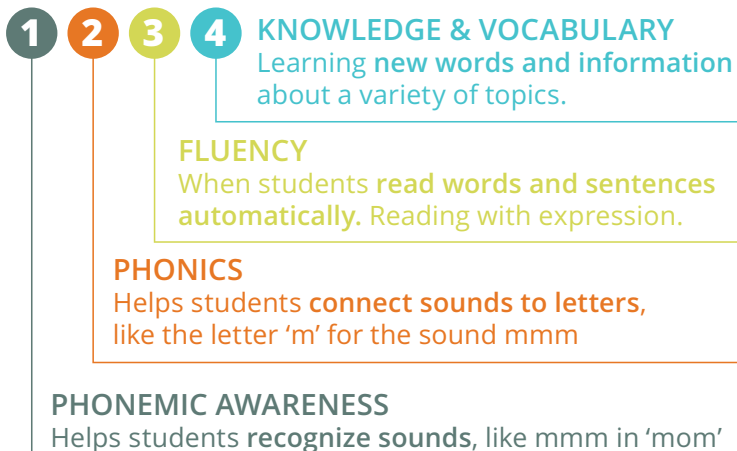 1 2 3 4 KNOWLEDGE & VOCABULARY
Learning new words and information
about a variety of topics.
FLUENCY
When students read words and sentences
automatically. Reading with expression.
PHONICS
Helps students connect sounds to letters,
like the letter ‘m’ for the sound mmm
PHONEMIC AWARENESS
Helps students recognize sounds, like mmm in ‘mom’